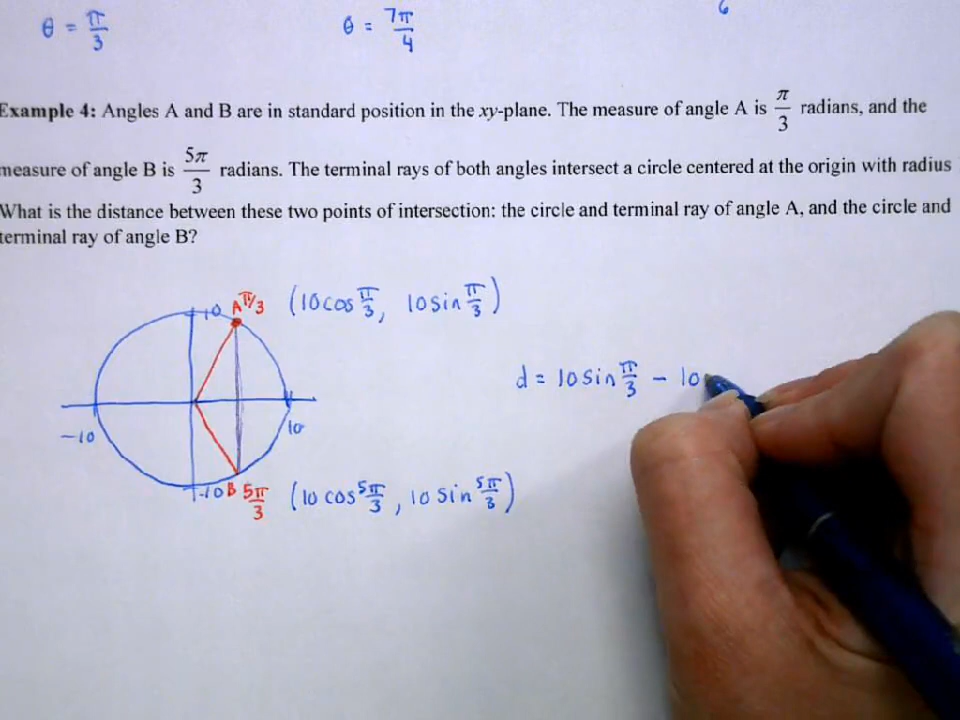 θ = π/3 θ = 7π/4 6
Example 4: Angles A and B are in standard position in the xy-plane. The measure of angle A is π/3 radians, and the
measure of angle B is 5π/3 radians. The terminal rays of both angles intersect a circle centered at the origin with radius
What is the distance between these two points of intersection: the circle and terminal ray of angle A, and the circle and
terminal ray of angle B?
10 A π/3 (10cos π/3, 10sin π/3)
d = 10sin π/3 - 10
-10 10
-10 B 5π/3 (10 cos 5π/3, 10 sin 5π/3)